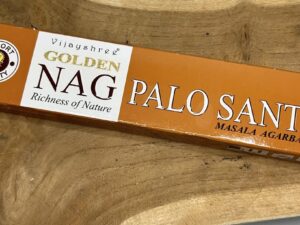 Vijayshree
GOLDEN
NAG
Richness of Nature
PALO SANT
MASALA AGARBA